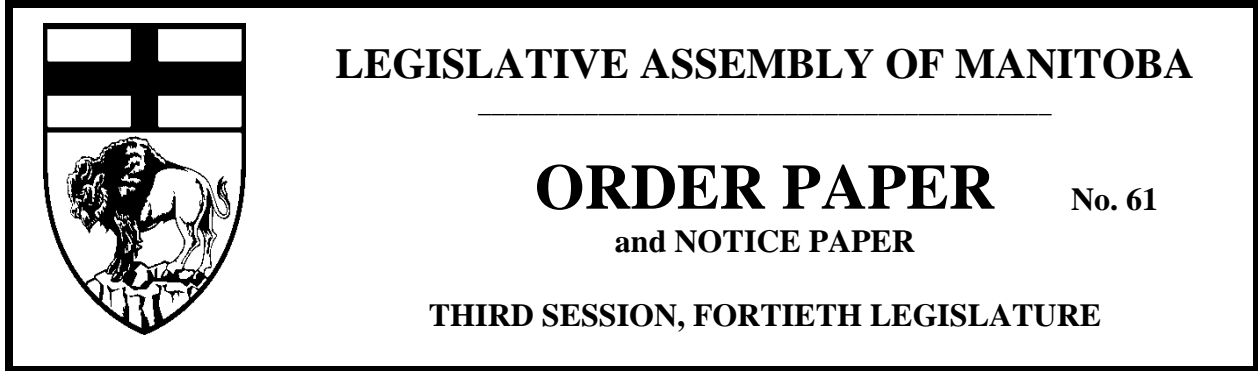 LEGISLATIVE ASSEMBLY OF MANITOBA
ORDER PAPER No. 61
and NOTICE PAPER
THIRD SESSION, FORTIETH LEGISLATURE